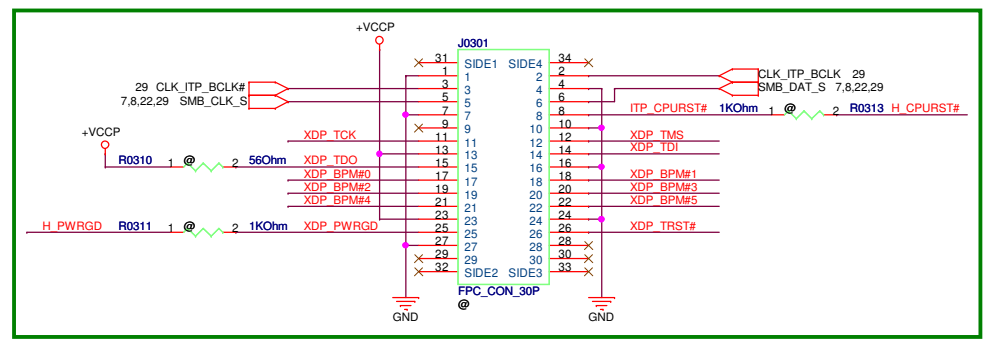 +VCCP
J0301
31 SIDE1 SIDE4 34
1 1 2 2
29 CLK_ITP_BCLK# 3 3 4 4 CLK_ITP_BCLK 29
7,8,22,29 SMB_CLK_S 5 5 6 6 SMB_DAT_S 7,8,22,29
7 7 8 8 ITP_CPURST# 1KOhm 1 @ 2 R0313 H_CPURST#
+VCCP 9 9 10 10
XDP_TCK 11 11 12 12 XDP_TMS
13 13 14 14 XDP_TDI
R0310 1 @ 2 56Ohm XDP_TDO 15 15 16 16
XDP_BPM#0 17 17 18 18 XDP_BPM#1
XDP_BPM#2 19 19 20 20 XDP_BPM#3
XDP_BPM#4 21 21 22 22 XDP_BPM#5
23 23 24 24
H_PWRGD R0311 1 @ 2 1KOhm XDP_PWRGD 25 25 26 26 XDP_TRST#
27 27 28 28
29 29 30 30
32 SIDE2 SIDE3 33
FPC_CON_30P
@
GND GND